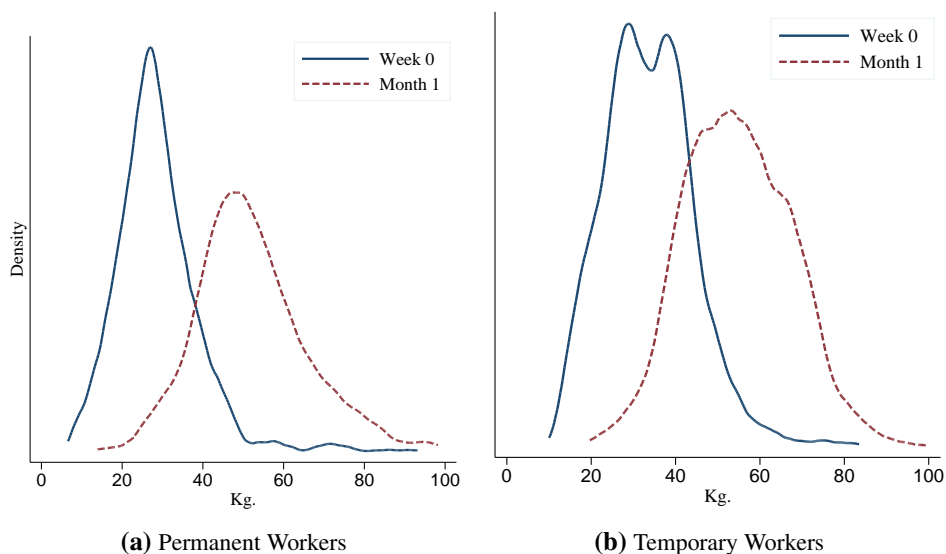 Week 0
Month 1
Density
0
20
40
60
80
100
Kg.
(a) Permanent Workers
Week 0
Month 1
0
20
40
60
80
100
Kg.
(b) Temporary Workers